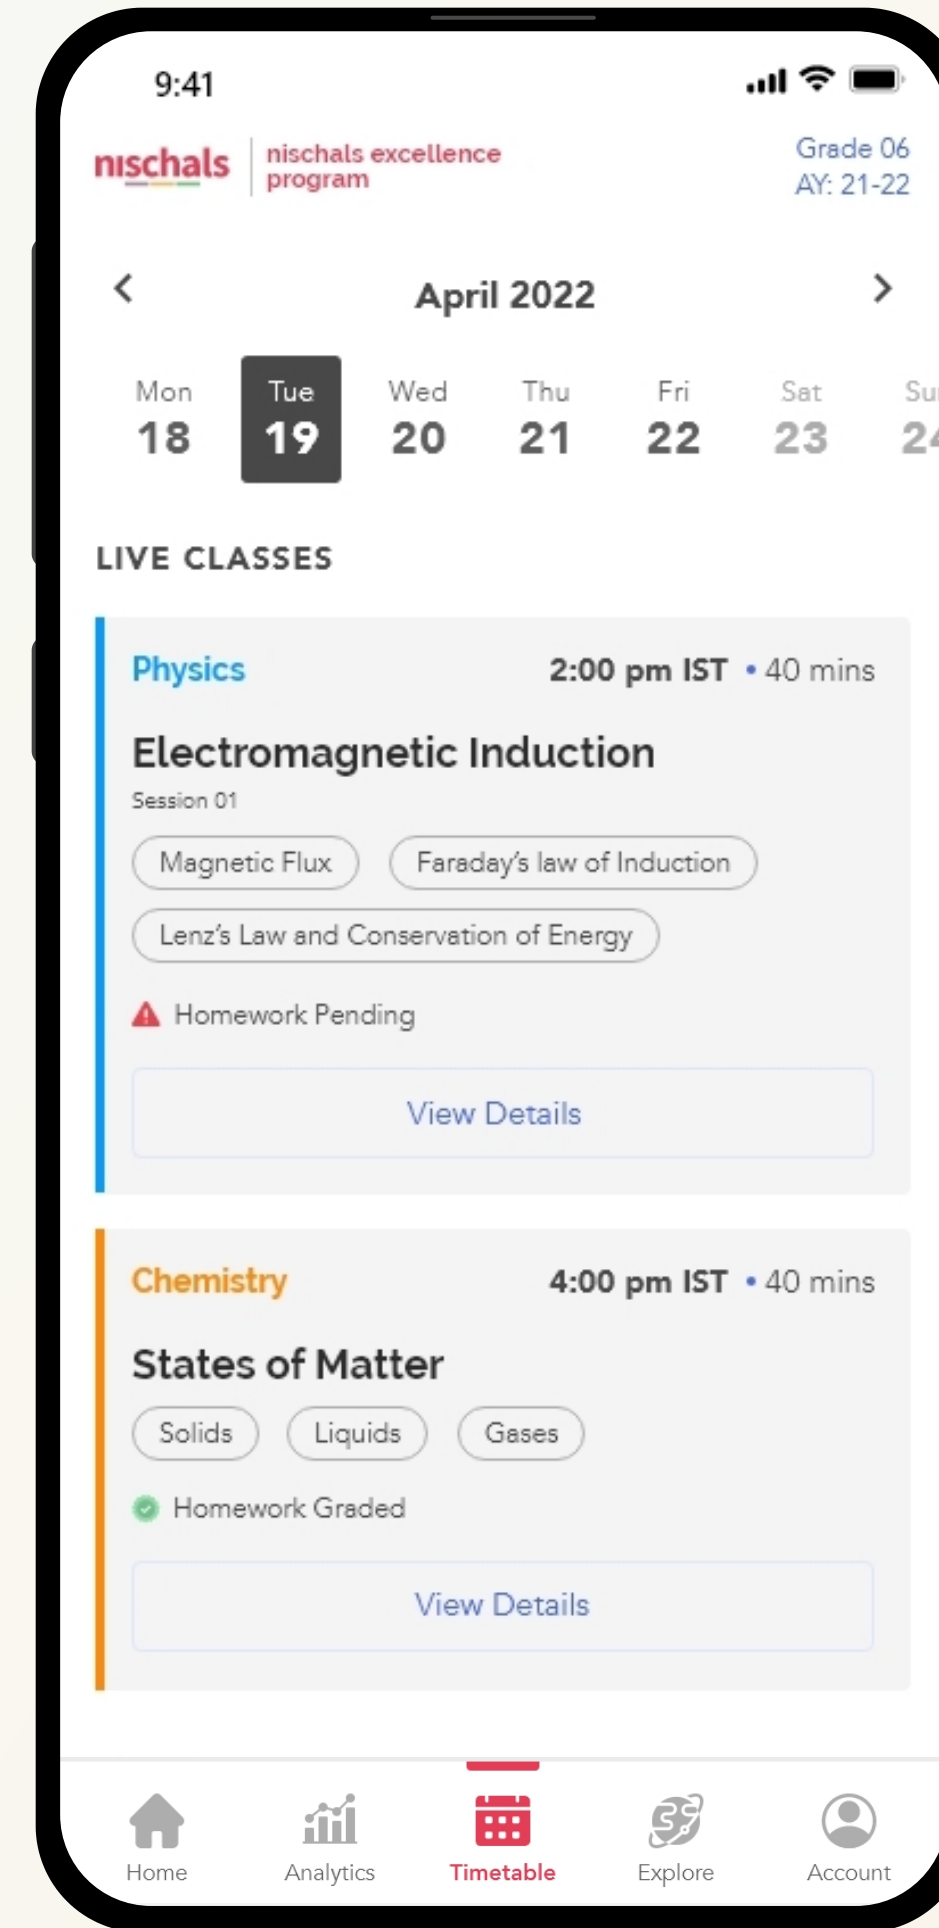 9:41
nischals
nischals excellence
program
Grade 06
AY: 21-22
April 2022
Mon Tue Wed Thu Fri Sat
18 19 20 21 22 23
LIVE CLASSES
Physics 2:00 pm IST • 40 mins
Electromagnetic Induction
Session 01
Magnetic Flux Faraday's law of Induction
Lenz's Law and Conservation of Energy
Homework Pending
View Details
Chemistry 4:00 pm IST • 40 mins
States of Matter
Solids Liquids Gases
Homework Graded
View Details
Home Analytics Timetable Explore Account